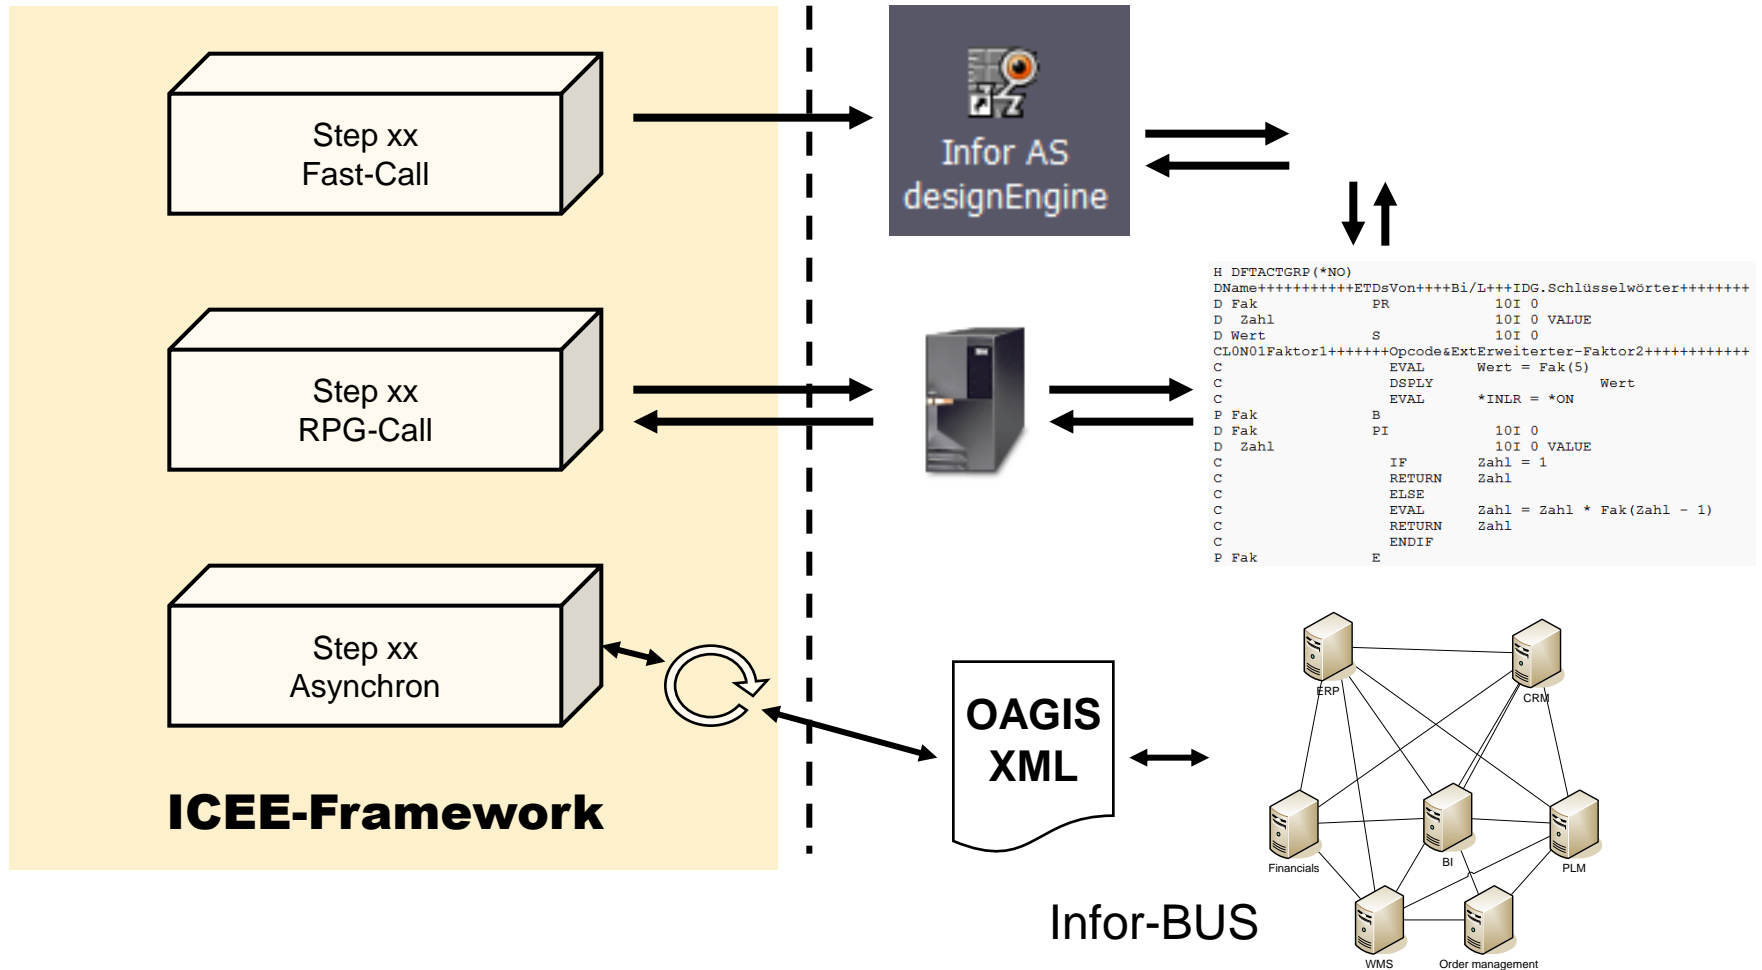 Step xx
Fast-Call
Infor AS
designEngine
H DFTACTGRP(*NO)
DName+++++++++++ETDsVon++++Bi/L+++IDG.Schlüsselwörter++++++++
D Fak             PR            10I 0
D  Zahl                         10I 0 VALUE
D Wert            S             10I 0
CL0N01Faktor1+++++++Opcode&ExtErweiterter-Faktor2++++++++++++
C                   EVAL      Wert = Fak(5)
C                   DSPLY                   Wert
C                   EVAL      *INLR = *ON
P Fak             B
D Fak             PI            10I 0
D  Zahl                         10I 0 VALUE
C                   IF        Zahl = 1
C                   RETURN    Zahl
C                   ELSE
C                   EVAL      Zahl = Zahl * Fak(Zahl - 1)
C                   RETURN    Zahl
C                   ENDIF
P Fak             E
Step xx
RPG-Call
Step xx
Asynchron
OAGIS
XML
ICEE-Framework
ERP
CRM
Financials
BI
PLM
WMS
Order management
Infor-BUS